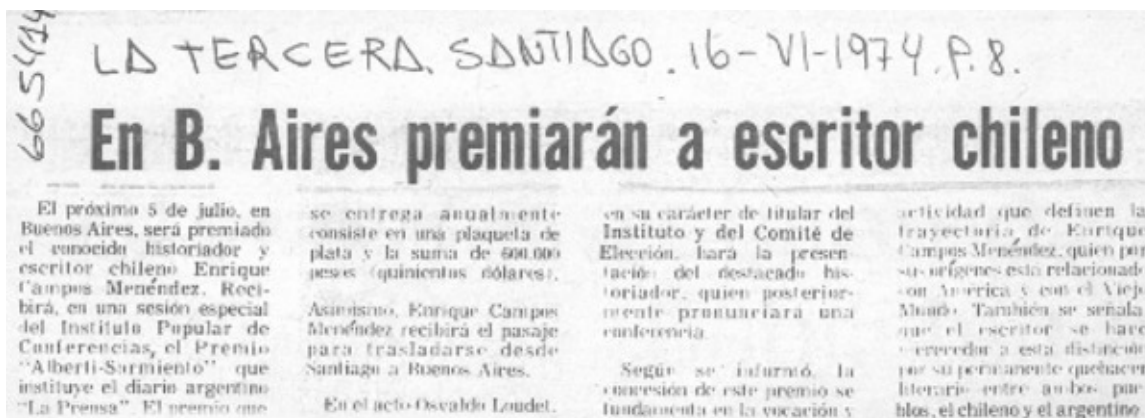 665414
LA TERCERA. SANTIAGO. 16-VI-1974. P. 8.
En B. Aires premiarán a escritor chileno
El próximo 5 de julio, en
Buenos Aires, será premiado
el conocido historiador y
escritor chileno Enrique
Campos Menéndez. Reci-
birá, en una sesión especial
del Instituto Popular de
Conferencias, el Premio
"Alberti-Sarmiento" que
instituye el diario argentino
"La Prensa". El premio que
se entrega anualmente
consiste en una plaqueta de
plata y la suma de 600.000
pesos (quinientos dólares).
Asimismo, Enrique Campos
Menéndez recibirá el pasaje
para trasladarse desde
Santiago a Buenos Aires.
En el acto Osvaldo Loudet,
en su carácter de titular del
Instituto y del Comité de
Elección, hará la presen-
tación del destacado his-
toriador, quien posterior-
mente pronunciará una
conferencia.
Según se informó, la
concesión de este premio se
fundamenta en la vocación y
actividad que definen la
trayectoria de Enrique
Campos Menéndez, quien por
sus orígenes está relacionado
con América y con el Viejo
Mundo. También se señala
que el escritor se hace
acreedor a esta distinción
por su permanente quehacer
literario entre ambos pue-
blos, el chileno y el argentino.